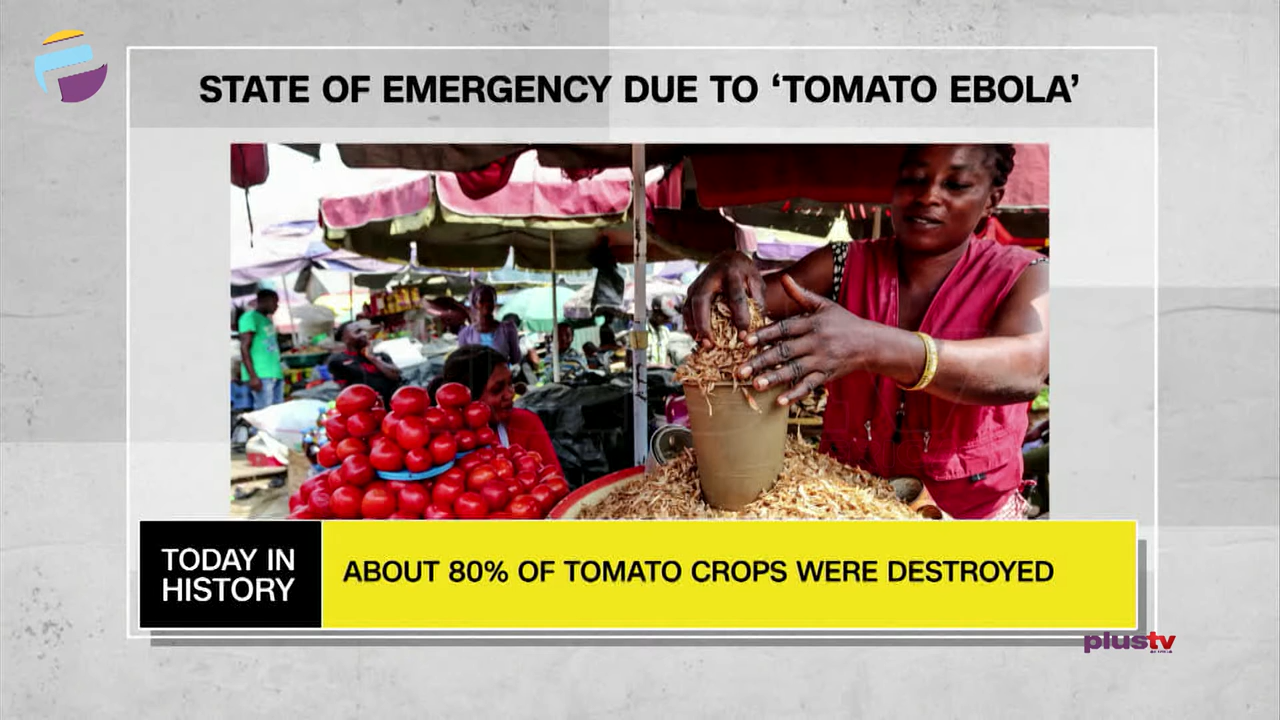 STATE OF EMERGENCY DUE TO ‘TOMATO EBOLA’
TODAY IN
HISTORY
ABOUT 80% OF TOMATO CROPS WERE DESTROYED
plustv